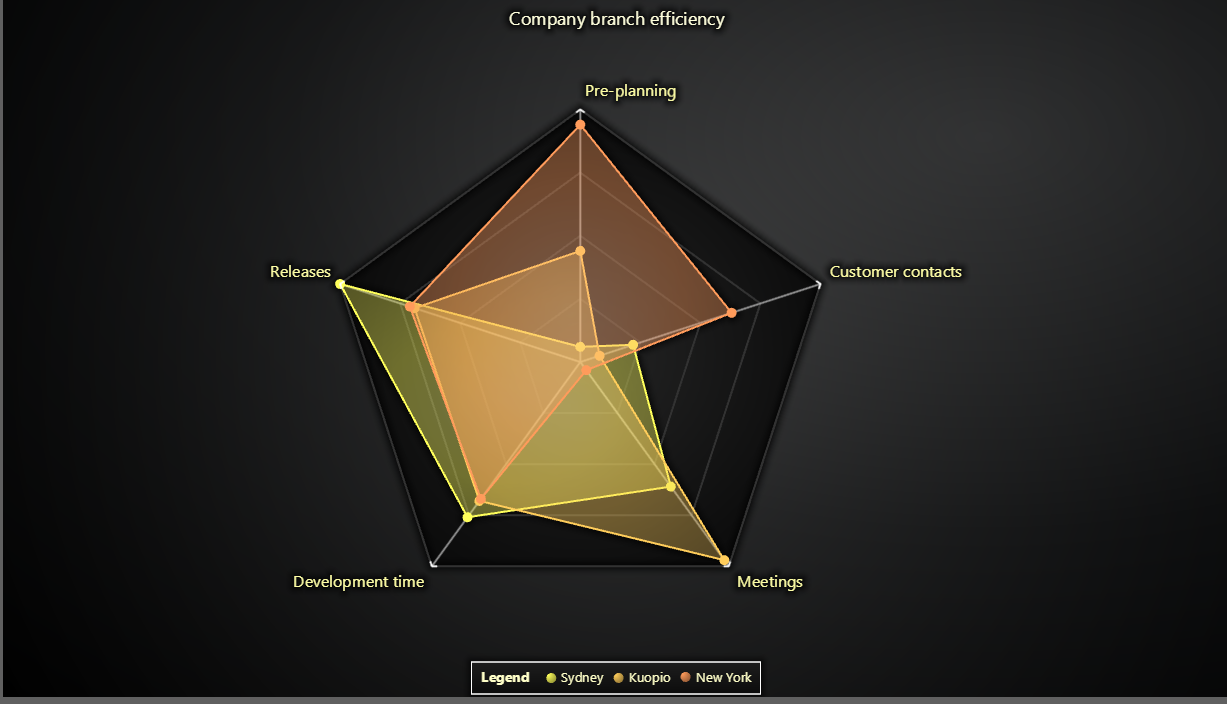 Company branch efficiency
Pre-planning
Releases
Customer contacts
Development time
Meetings
Legend Sydney Kuopio New York